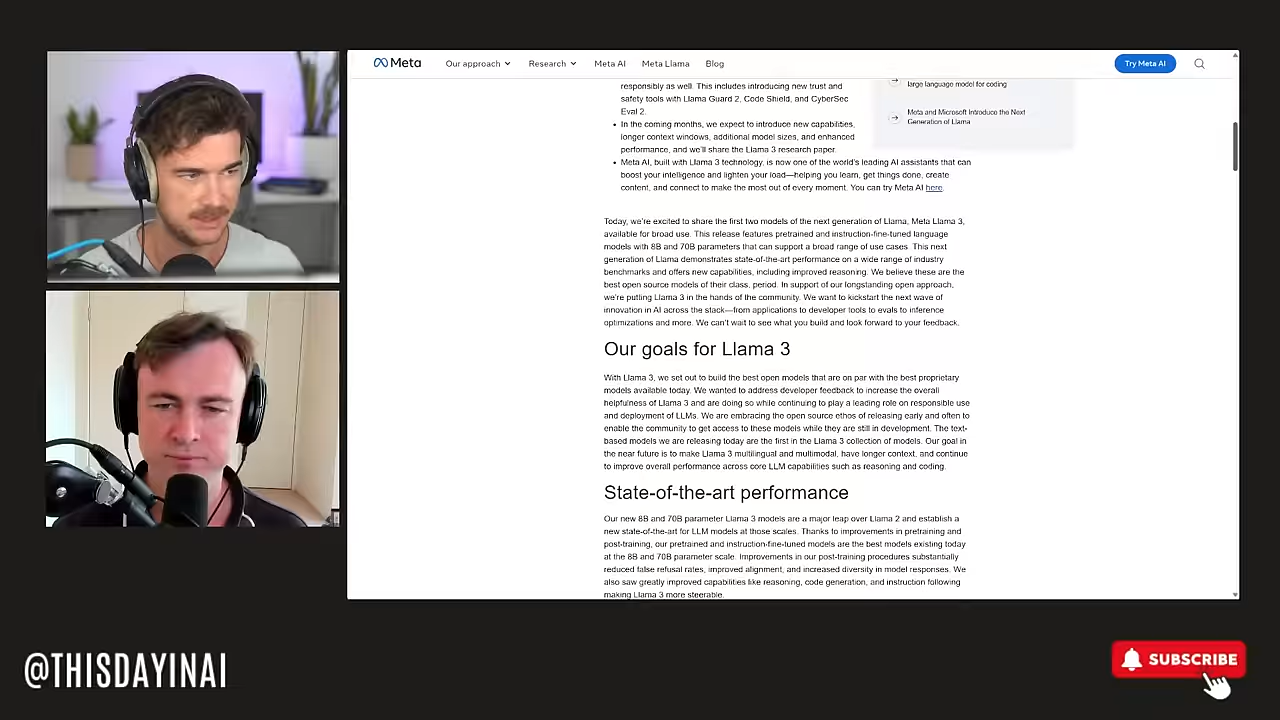 Meta
Our approach
Research
Meta AI
Meta Llama
Blog
Try Meta AI
responsibly as well. This includes introducing new trust and
safety tools with Llama Guard 2, Code Shield, and CyberSec
Eval 2.
In the coming months, we expect to introduce new capabilities,
longer context windows, additional model sizes, and enhanced
performance, and we'll share the Llama 3 research paper.
Meta AI, built with Llama 3 technology, is now one of the world's leading AI assistants that can
boost your intelligence and lighten your load—helping you learn, get things done, create
content, and connect to make the most out of every moment. You can try Meta AI here.
large language model for coding
Meta and Microsoft Introduce the Next
Generation of Llama
Today, we're excited to share the first two models of the next generation of Llama, Meta Llama 3,
available for broad use. This release features pretrained and instruction-fine-tuned language
models with 8B and 70B parameters that can support a broad range of use cases. This next
generation of Llama demonstrates state-of-the-art performance on a wide range of industry
benchmarks and offers new capabilities, including improved reasoning. We believe these are the
best open source models of their class, period. In support of our longstanding open approach,
we're putting Llama 3 in the hands of the community. We want to kickstart the next wave of
innovation in AI across the stack—from applications to developer tools to evals to inference
optimizations and more. We can't wait to see what you build and look forward to your feedback.
Our goals for Llama 3
With Llama 3, we set out to build the best open models that are on par with the best proprietary
models available today. We wanted to address developer feedback to increase the overall
helpfulness of Llama 3 and are doing so while continuing to play a leading role on responsible use
and deployment of LLMs. We are embracing the open source ethos of releasing early and often to
enable the community to get access to these models while they are still in development. The text-
based models we are releasing today are the first in the Llama 3 collection of models. Our goal in
the near future is to make Llama 3 multilingual and multimodal, have longer context, and continue
to improve overall performance across core LLM capabilities such as reasoning and coding.
State-of-the-art performance
Our new 8B and 70B parameter Llama 3 models are a major leap over Llama 2 and establish a
new state-of-the-art for LLM models at those scales. Thanks to improvements in pretraining and
post-training, our pretrained and instruction-fine-tuned models are the best models existing today
at the 8B and 70B parameter scale. Improvements in our post-training procedures substantially
reduced false refusal rates, improved alignment, and increased diversity in model responses. We
also saw greatly improved capabilities like reasoning, code generation, and instruction following
making Llama 3 more steerable.
@THISDAYINAI
SUBSCRIBE